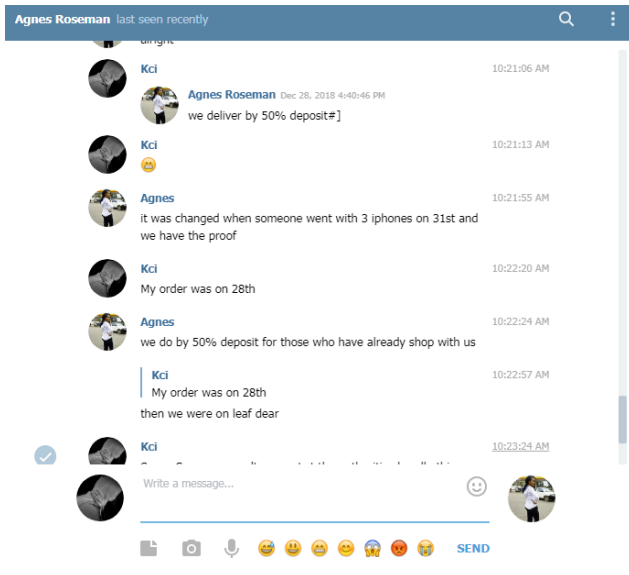 Agnes Roseman last seen recently
alright
Kci 10:21:06 AM
Agnes Roseman Dec 28, 2018 4:40:46 PM
we deliver by 50% deposit#]
Kci 10:21:13 AM
Agnes 10:21:55 AM
it was changed when someone went with 3 iphones on 31st and
we have the proof
Kci 10:22:20 AM
My order was on 28th
Agnes 10:22:24 AM
we do by 50% deposit for those who have already shop with us
Kci 10:22:57 AM
My order was on 28th
then we were on leaf dear
Kci 10:23:24 AM
Write a message...
SEND